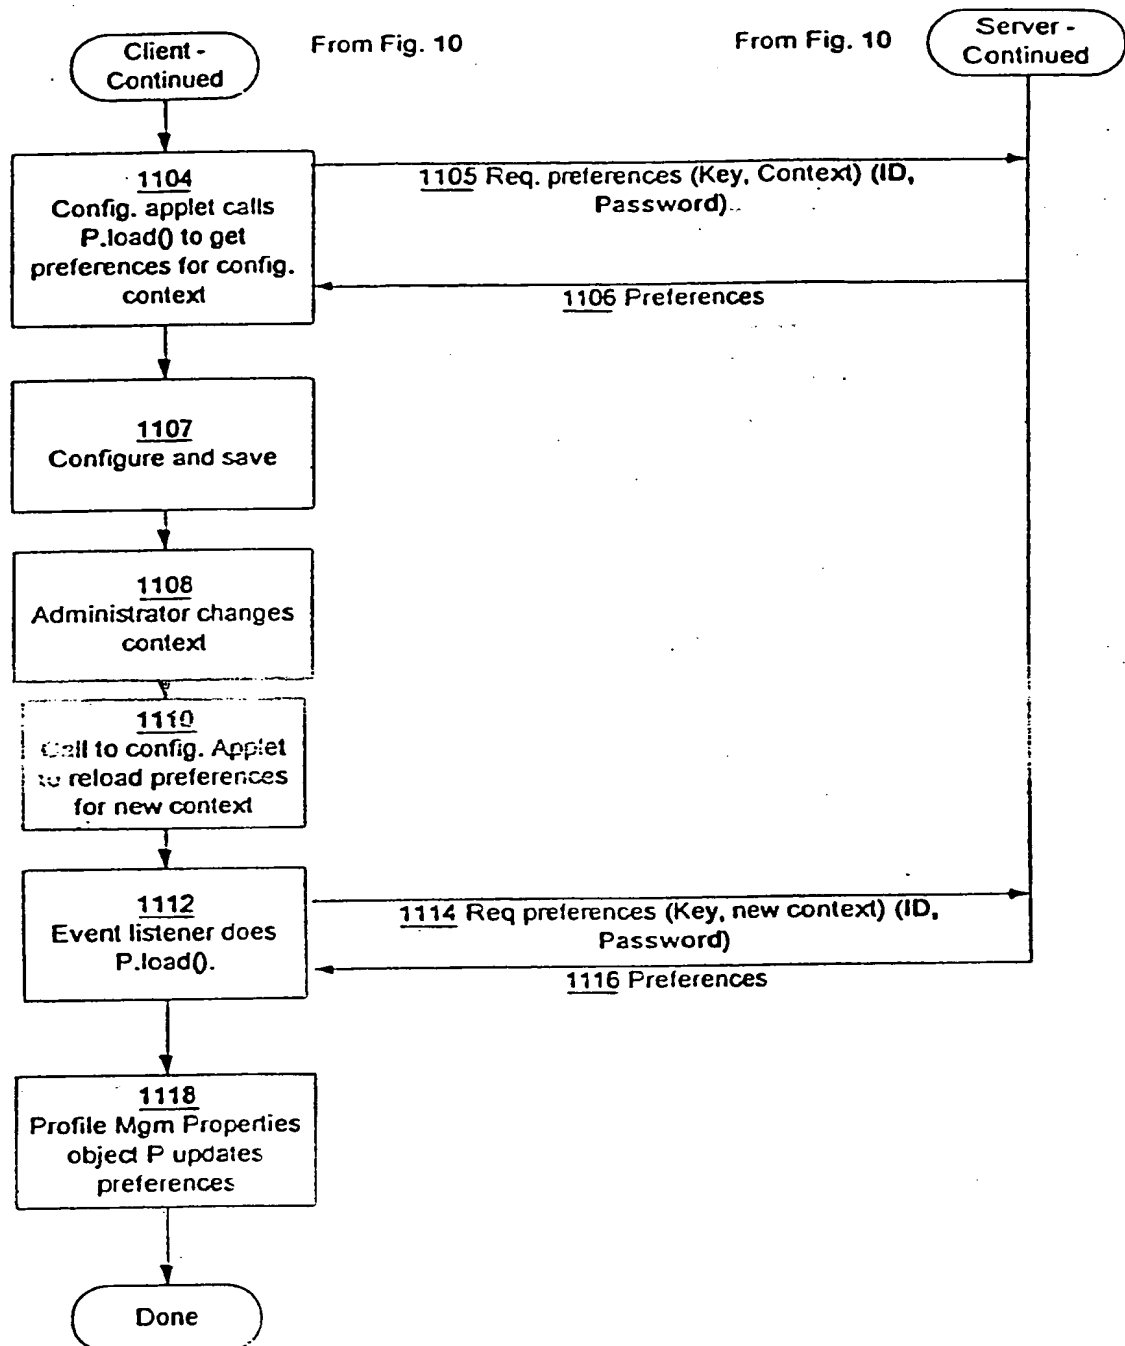 Client -
Continued
From Fig. 10
From Fig. 10
Server -
Continued
1104
Config. applet calls
P.load() to get
preferences for config.
context
1105 Req. preferences (Key, Context) (ID,
Password)
1106 Preferences
1107
Configure and save
1108
Administrator changes
context
1110
Call to config. Applet
to reload preferences
for new context
1112
Event listener does
P.load().
1114 Req preferences (Key, new context) (ID,
Password)
1116 Preferences
1118
Profile Mgm Properties
object P updates
preferences
Done